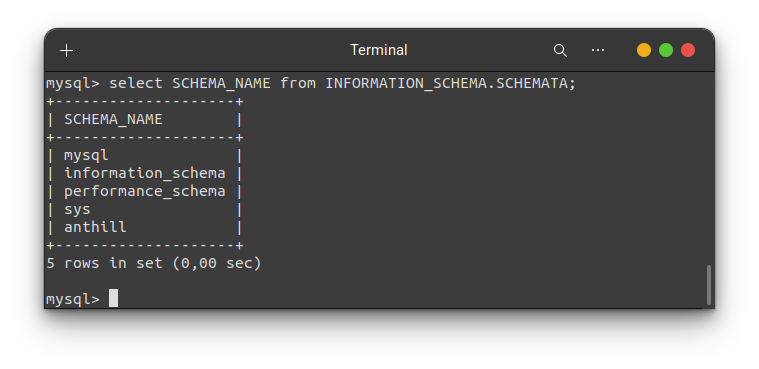 Terminal
mysql> select SCHEMA_NAME from INFORMATION_SCHEMA.SCHEMATA;
+--------------------+
| SCHEMA_NAME        |
+--------------------+
| mysql              |
| information_schema |
| performance_schema |
| sys                |
| anthill            |
+--------------------+
5 rows in set (0,00 sec)
mysql>